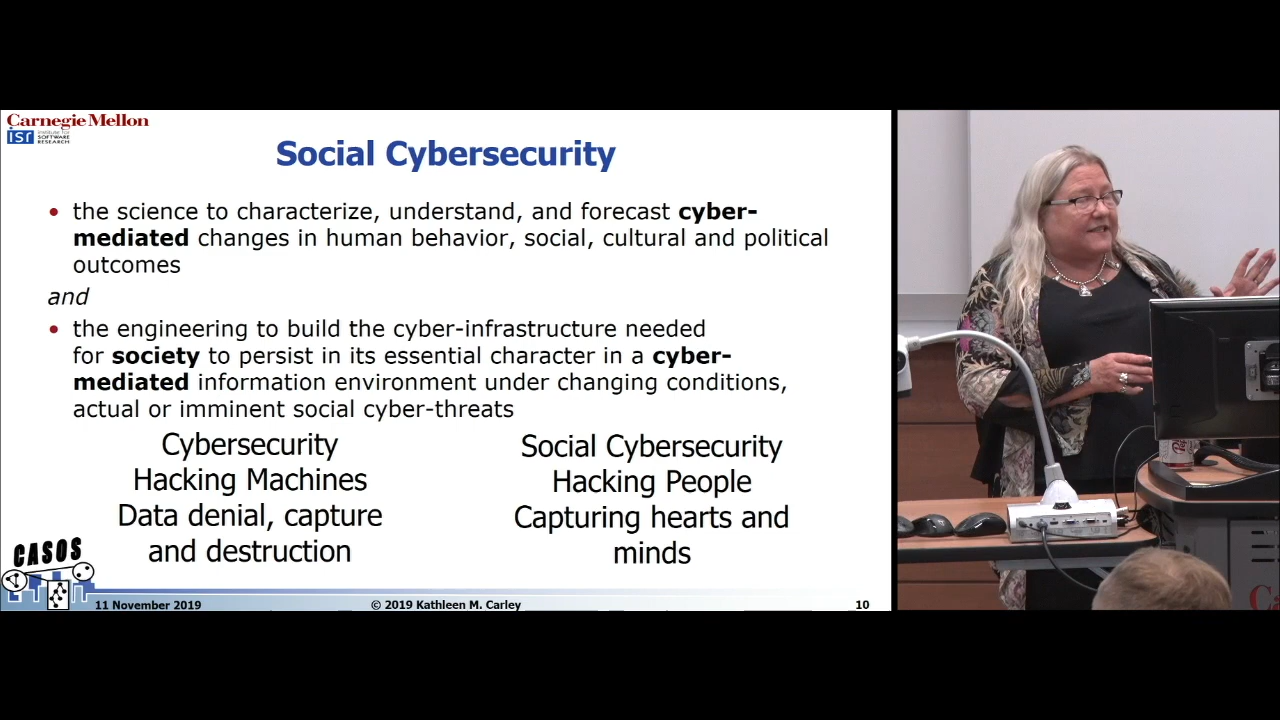 Carnegie Mellon
isr institute for
SOFTWARE
RESEARCH
Social Cybersecurity
• the science to characterize, understand, and forecast cyber-
mediated changes in human behavior, social, cultural and political
outcomes
and
• the engineering to build the cyber-infrastructure needed
for society to persist in its essential character in a cyber-
mediated information environment under changing conditions,
actual or imminent social cyber-threats
Cybersecurity
Hacking Machines
Data denial, capture
and destruction
Social Cybersecurity
Hacking People
Capturing hearts and
minds
CASOS
11 November 2019
© 2019 Kathleen M. Carley
10